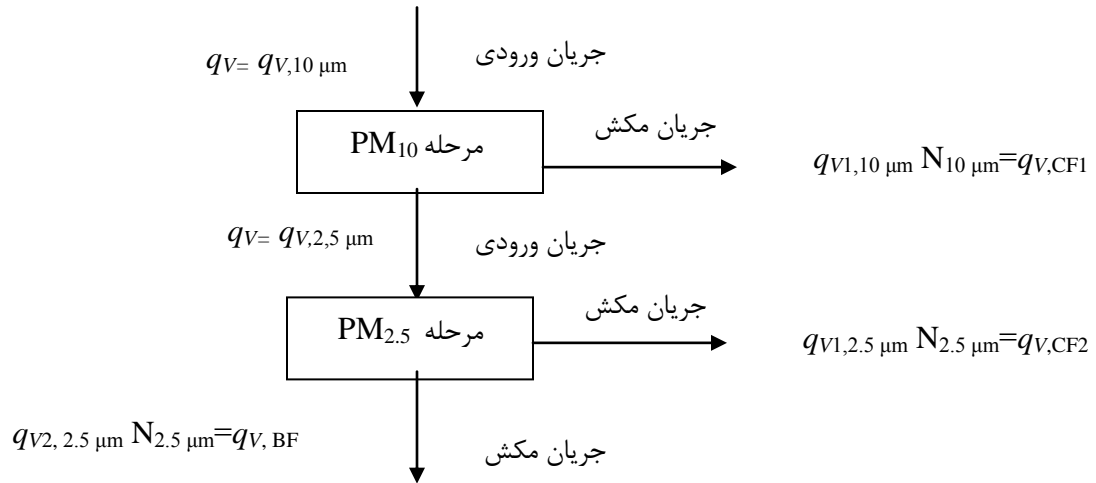 qV= qV,10 μm
جریان ورودی
مرحله PM10
جریان مکش
qV1,10 μm N10 μm=qV,CF1
qV= qV,2,5 μm
جریان ورودی
مرحله PM2.5
جریان مکش
qV1,2.5 μm N2.5 μm=qV,CF2
qV2, 2.5 μm N2.5 μm=qV, BF
جریان مکش